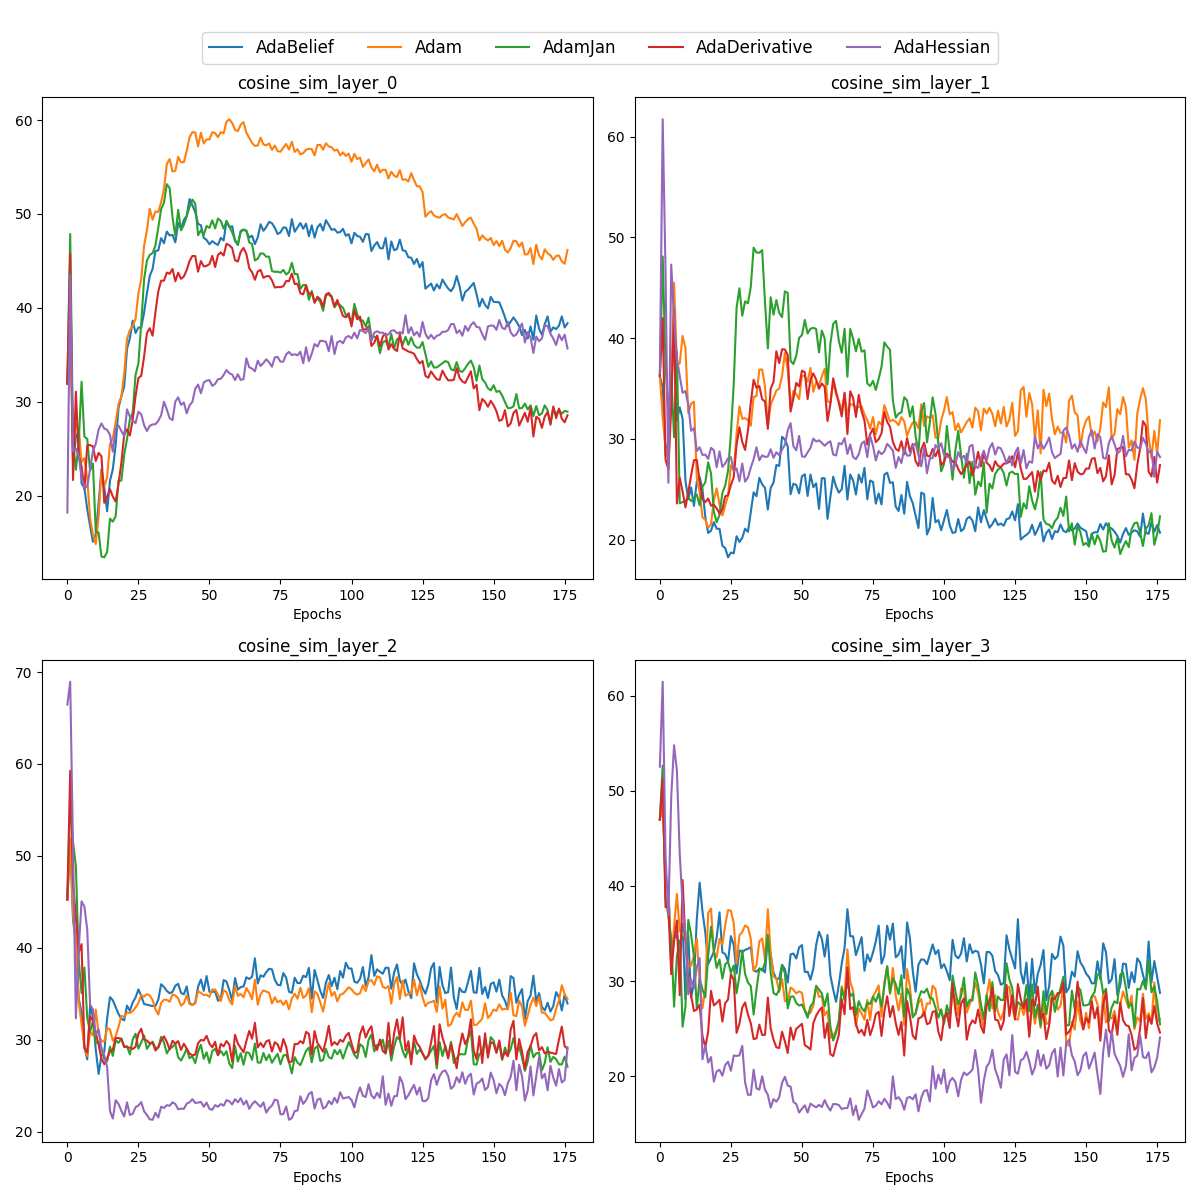 AdaBelief Adam AdamJan AdaDerivative AdaHessian
cosine_sim_layer_0
60
50
40
30
20
0 25 50 75 100 125 150 175
Epochs
cosine_sim_layer_1
60
50
40
30
20
0 25 50 75 100 125 150 175
Epochs
cosine_sim_layer_2
70
60
50
40
30
20
0 25 50 75 100 125 150 175
Epochs
cosine_sim_layer_3
60
50
40
30
20
0 25 50 75 100 125 150 175
Epochs